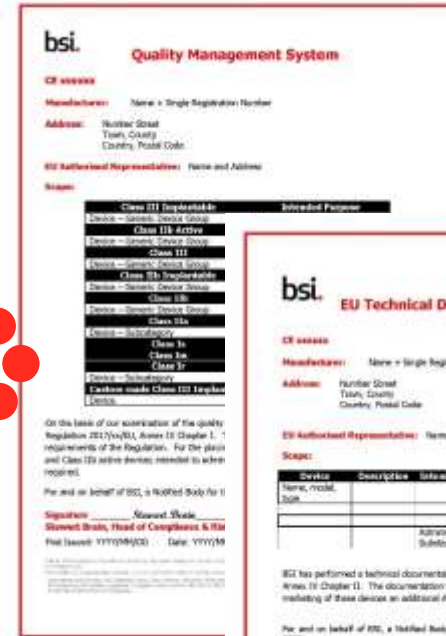 bsi.
Quality Management System
CE xxxxxx
Manufacturer: Name + Single Registration Number
Address: Number Street
Town, County
Country, Postal Code
EU Authorised Representative: Name and Address
Scope:
Class III Implantable Intended Purpose
Device – Generic Device Group
Class IIb Active
Device – Generic Device Group
Class III
Device – Generic Device Group
Class IIb Implantable
Device – Generic Device Group
Class IIb
Device – Generic Device Group
Class IIa
Device – Subcategory
Class Is
Class Im
Class Ir
Device – Subcategory
Custom made Class III Implan
Device
On the basis of our examination of the quality
Regulation 2017/xx/EU, Annex IX Chapter I.
requirements of the Regulation. For the placi
and Class IIb active devices intended to admin
required.
For and on behalf of BSI, a Notified Body for t
Signature Stewart Brain
Stewart Brain, Head of Compliance & Ris
First Issued: YYYY/MM/DD Date: YYYY/M
bsi.
EU Technical D
CE xxxxxx
Manufacturer: Name + Single Regi
Address: Number Street
Town, County
Country, Postal Code
EU Authorised Representative: Name
Scope:
Device Description Inten
Name, model,
type
BSI has performed a technical documenta
Annex IX Chapter II. The documentation
marketing of these devices an additional A
For and on behalf of BSI, a Notified Body